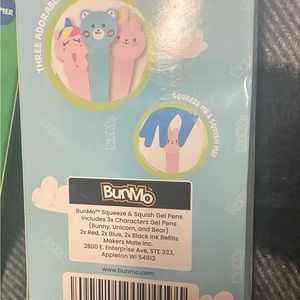 MER
THREE ADORABL
SQUEEZE ME & SQUISH ME!
BUNMO
BunMo™ Squeeze & Squish Gel Pens
Includes 3x Characters Gel Pens
(Bunny, Unicorn, and Bear)
2x Red, 2x Blue, 2x Black Ink Refills
Makers Mate Inc.
2800 E. Enterprise Ave, STE 333,
Appleton WI 54913
www.bunmo.com